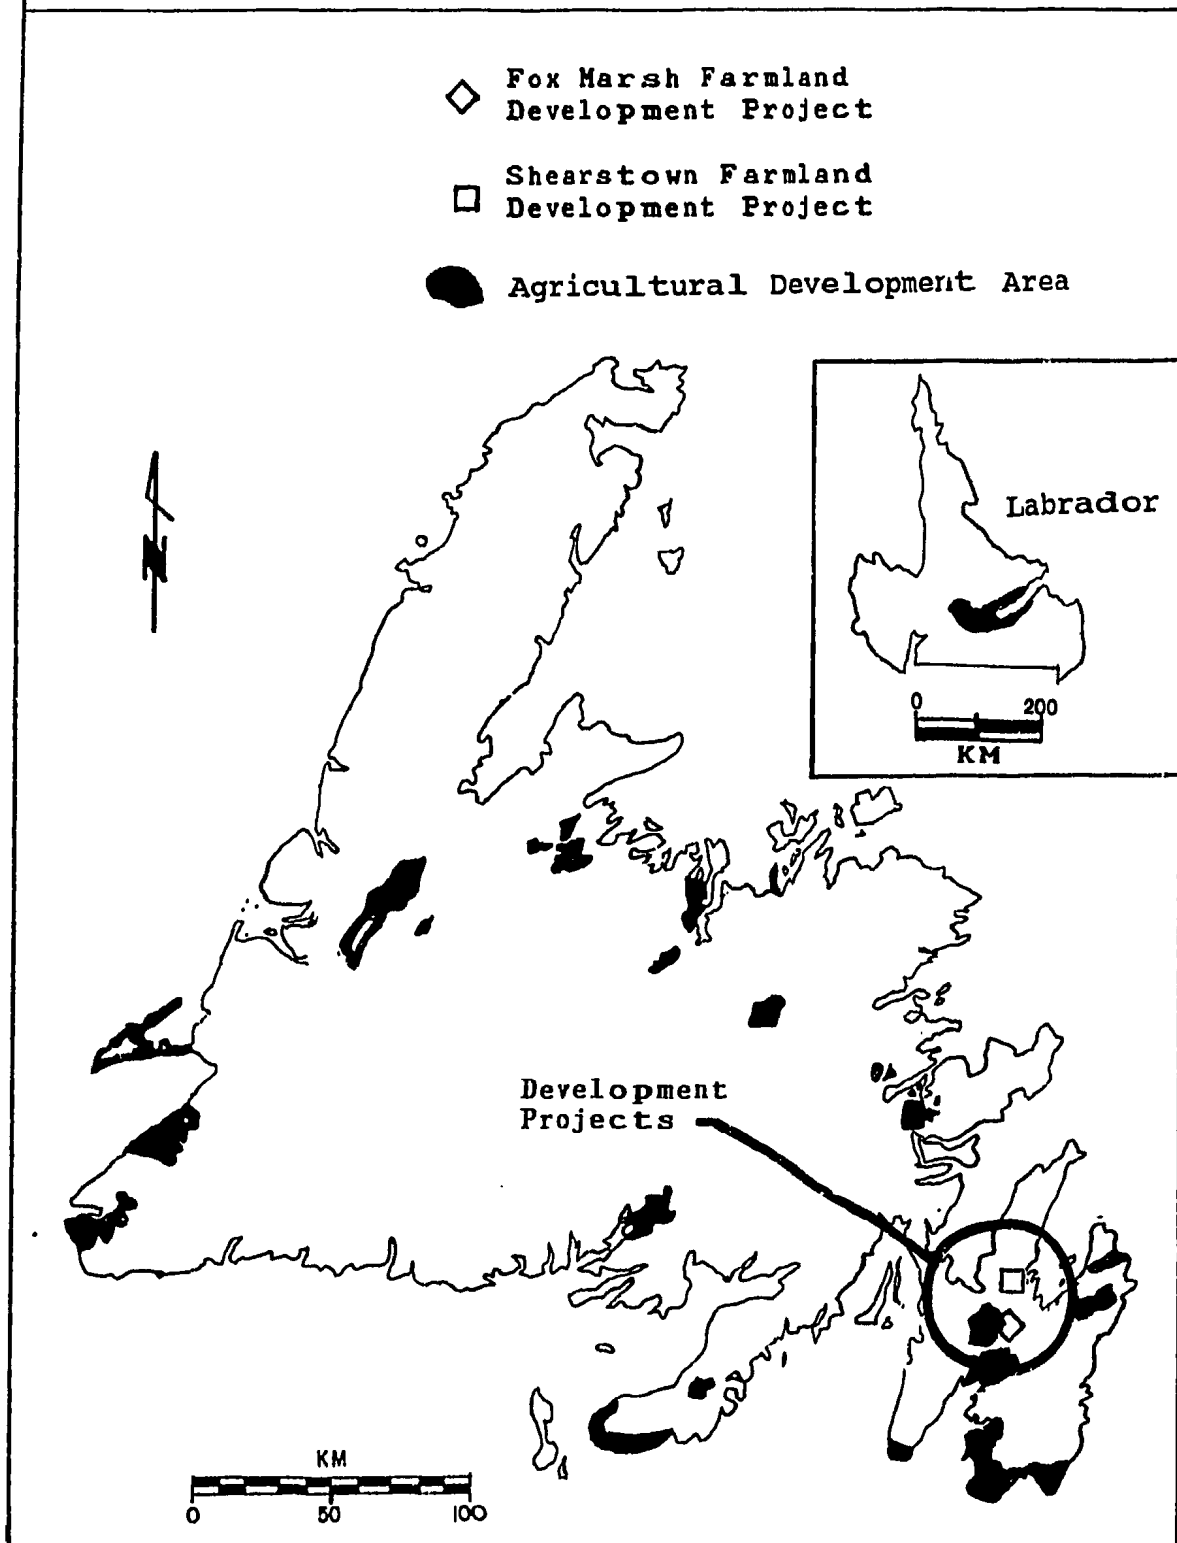 Fox Marsh Farmland
Development Project
Shearstown Farmland
Development Project
Agricultural Development Area
Labrador
0 200
KM
N
Development
Projects
KM
0 50 100